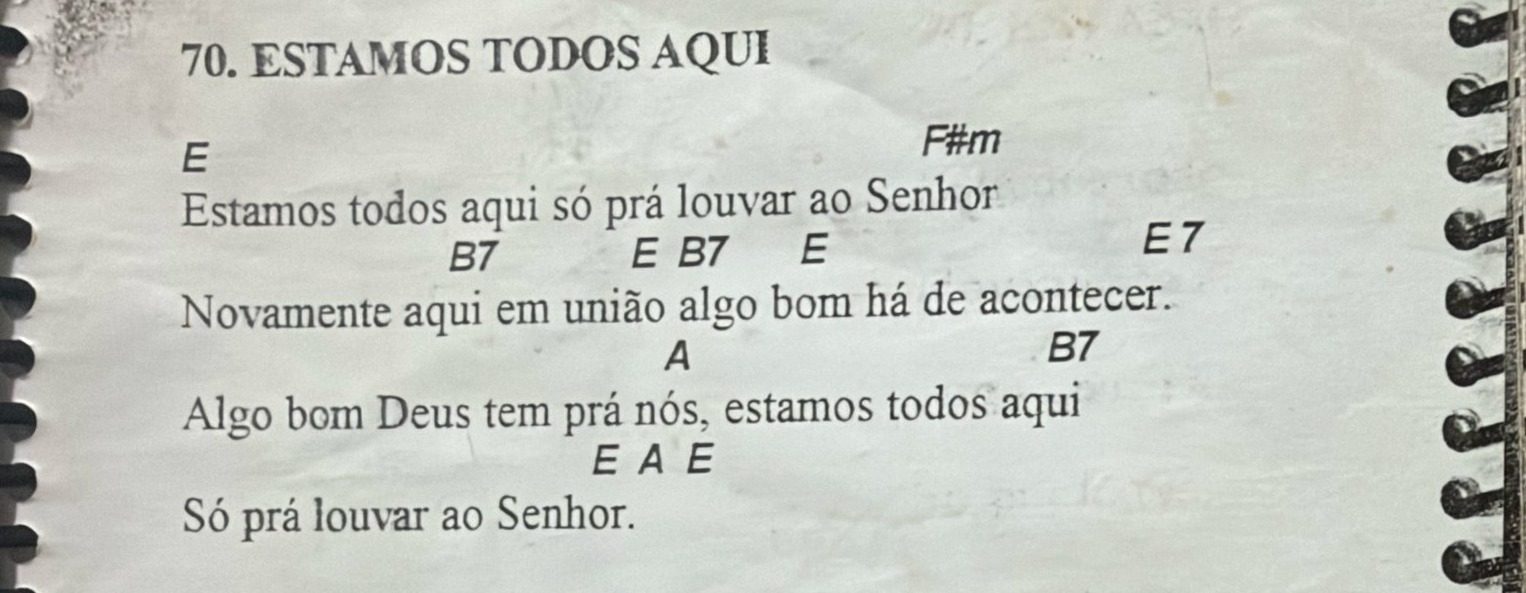 70. ESTAMOS TODOS AQUI
E F#m
Estamos todos aqui só prá louvar ao Senhor
B7 E B7 E E 7
Novamente aqui em união algo bom há de acontecer.
A B7
Algo bom Deus tem prá nós, estamos todos aqui
E A E
Só prá louvar ao Senhor.